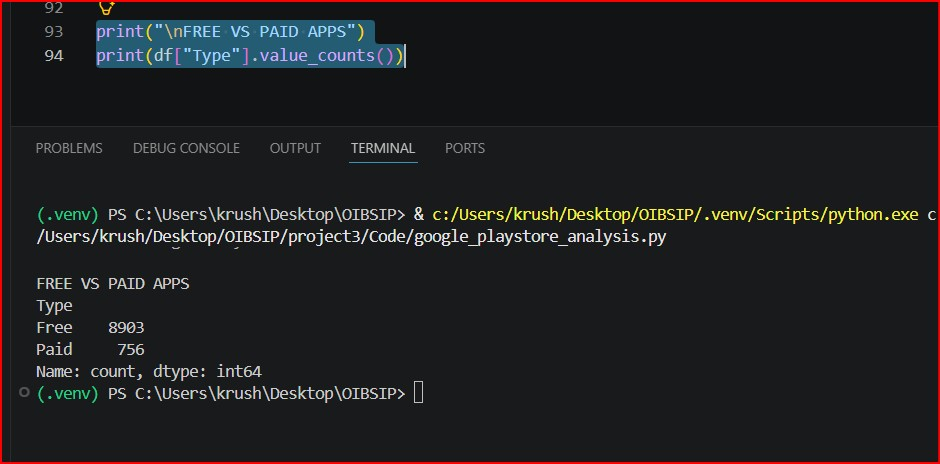 92
93 print("\nFREE VS PAID APPS")
94 print(df["Type"].value_counts())
PROBLEMS DEBUG CONSOLE OUTPUT TERMINAL PORTS
(.venv) PS C:\Users\krush\Desktop\OIBSIP> & c:/Users/krush/Desktop/OIBSIP/.venv/Scripts/python.exe c
/Users/krush/Desktop/OIBSIP/project3/Code/google_playstore_analysis.py
FREE VS PAID APPS
Type
Free 8903
Paid 756
Name: count, dtype: int64
(.venv) PS C:\Users\krush\Desktop\OIBSIP>